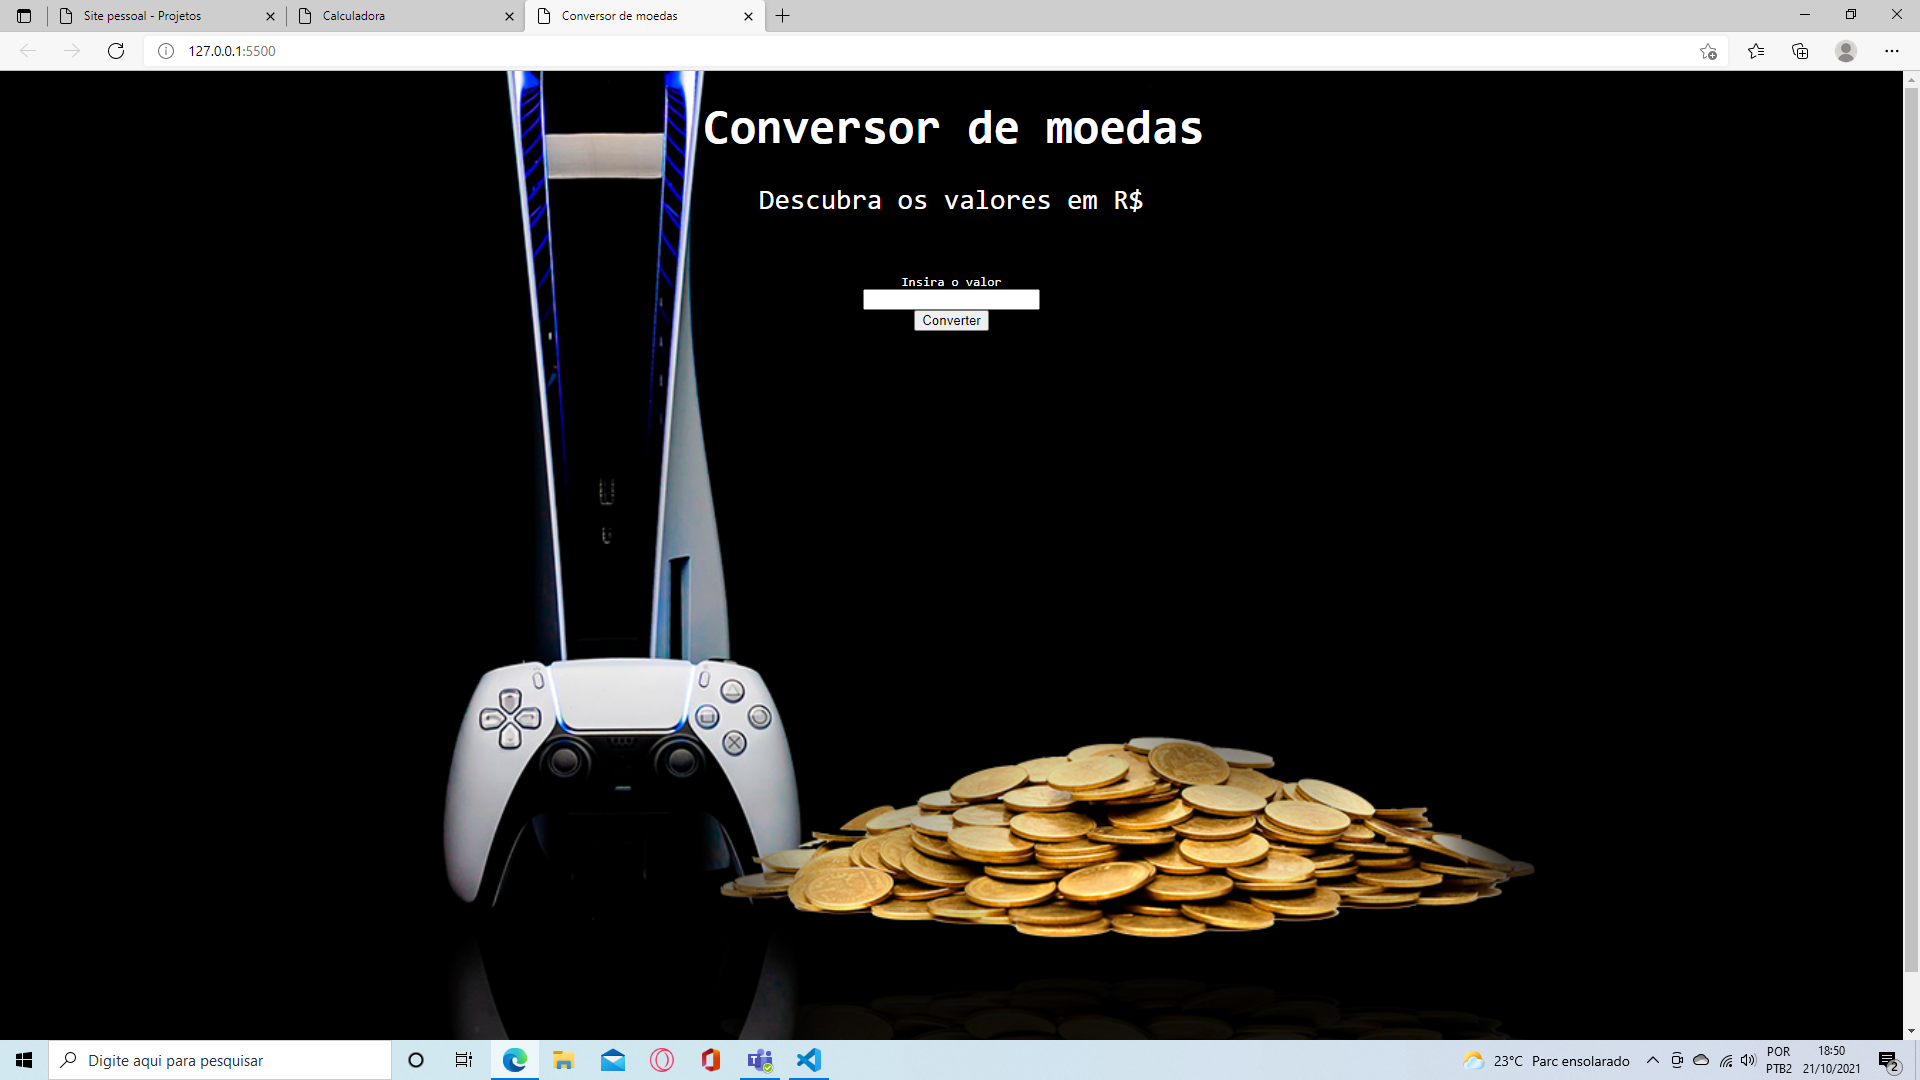 Site pessoal - Projetos
Calculadora
Conversor de moedas
127.0.0.1:5500
Conversor de moedas
Descubra os valores em R$
Insira o valor
Converter
Digite aqui para pesquisar
23°C Parc ensolarado
POR
PTB2
18:50
21/10/2021
2